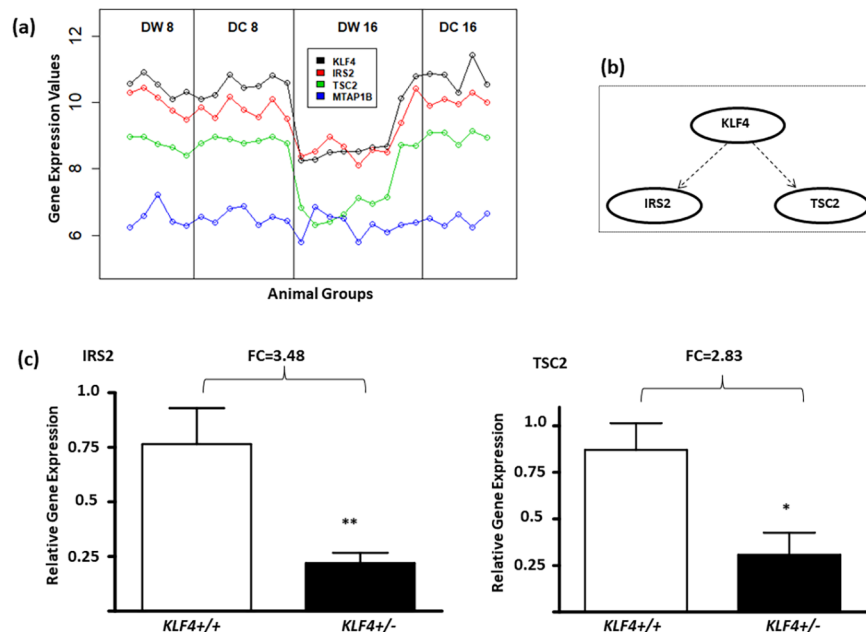 (a)
DW 8 DC 8 DW 16 DC 16
KLF4
IRS2
TSC2
MTAP1B
12
10
8
6
Gene Expression Values
Animal Groups
(b)
KLF4
IRS2 TSC2
(c)
IRS2
FC=3.48
1.0
0.75
0.5
0.25
Relative Gene Expression
**
KLF4+/+ KLF4+/-
TSC2
FC=2.83
1.0
0.75
0.5
0.25
Relative Gene Expression
*
KLF4+/+ KLF4+/-